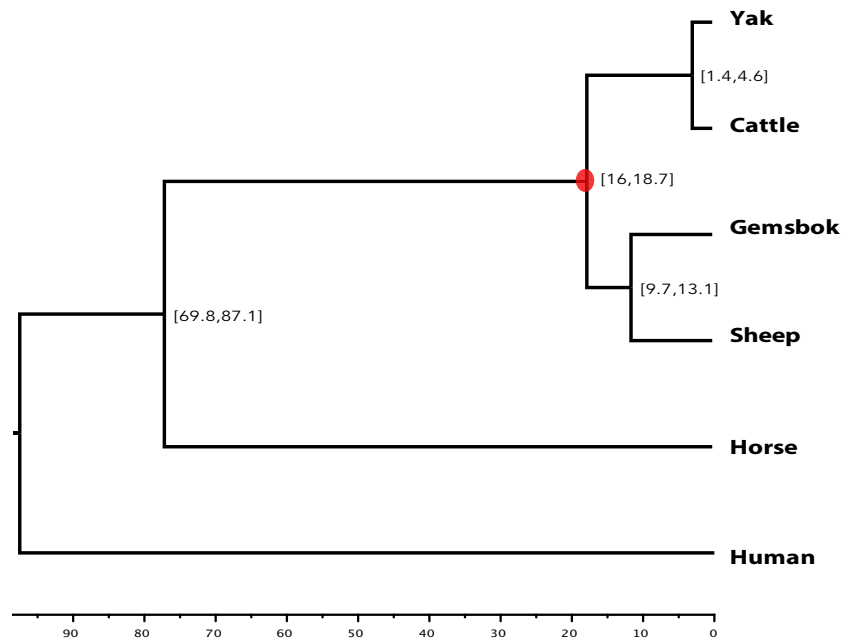 Yak
[1.4,4.6]
Cattle
[16,18.7]
Gemsbok
[9.7,13.1]
[69.8,87.1]
Sheep
Horse
Human
90 80 70 60 50 40 30 20 10 0